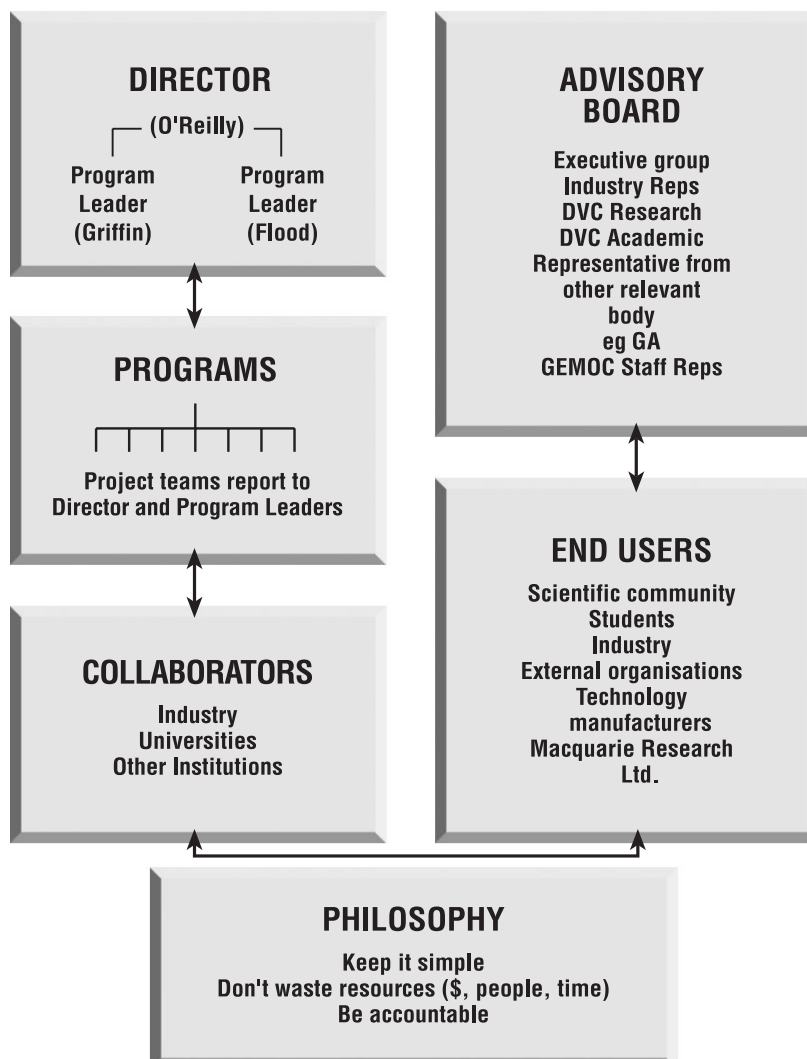 DIRECTOR
(O'Reilly)
Program
Leader
(Griffin)
Program
Leader
(Flood)
PROGRAMS
Project teams report to
Director and Program Leaders
COLLABORATORS
Industry
Universities
Other Institutions
ADVISORY
BOARD
Executive group
Industry Reps
DVC Research
DVC Academic
Representative from
other relevant
body
eg GA
GEMOC Staff Reps
END USERS
Scientific community
Students
Industry
External organisations
Technology
manufacturers
Macquarie Research
Ltd.
PHILOSOPHY
Keep it simple
Don't waste resources ($, people, time)
Be accountable